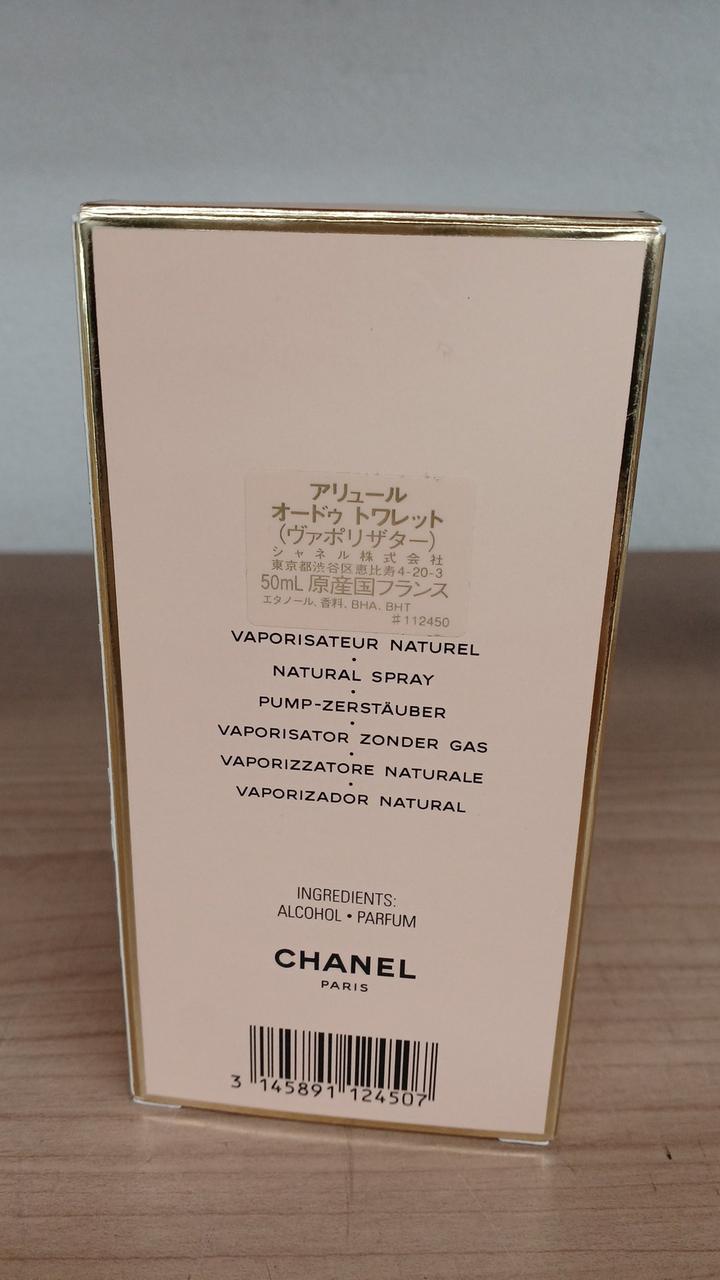 アリュール
オードゥ トワレット
(ヴァポリザター)
シャネル株式会社
東京都渋谷区恵比寿4-20-3
50mL 原産国フランス
エタノール、香料、BHA、BHT
#112450
VAPORISATEUR NATUREL
•
NATURAL SPRAY
•
PUMP-ZERSTÄUBER
•
VAPORISATOR ZONDER GAS
•
VAPORIZZATORE NATURALE
•
VAPORIZADOR NATURAL
INGREDIENTS:
ALCOHOL • PARFUM
CHANEL
PARIS
3 145891 124507